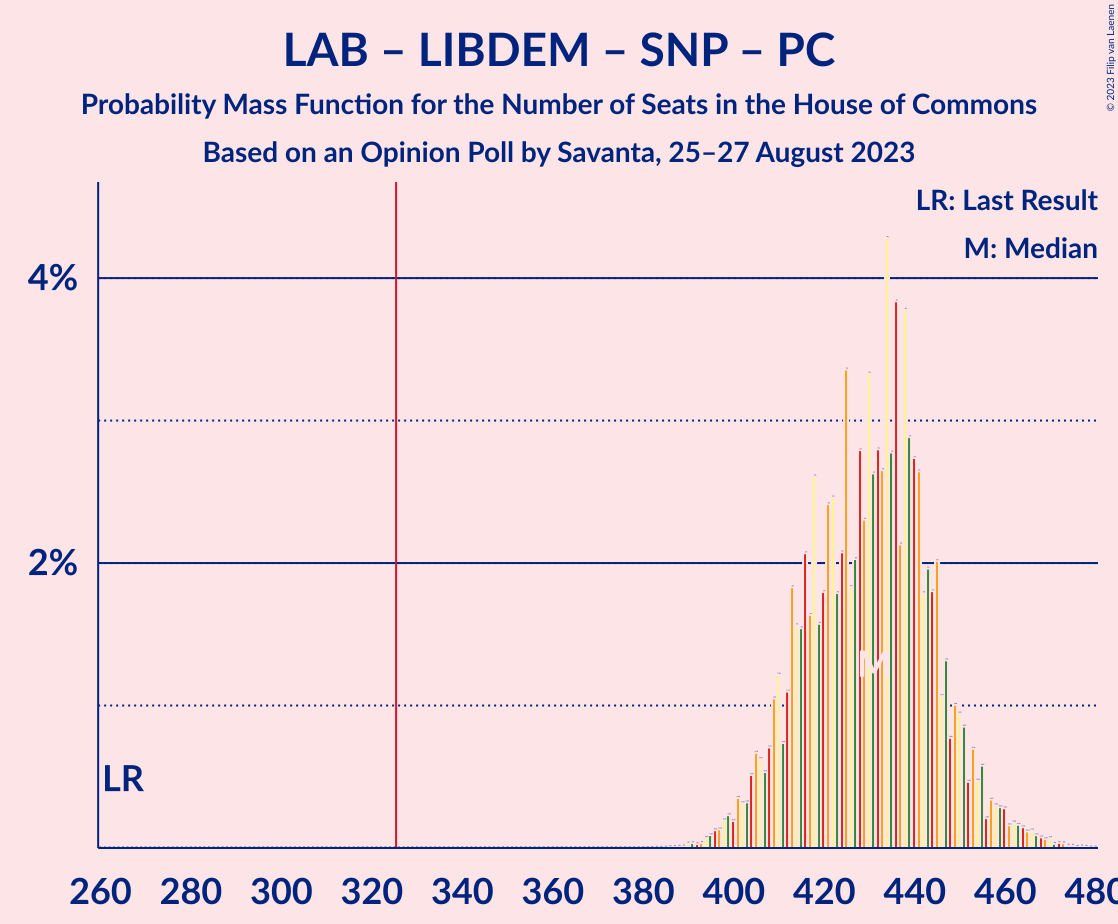 LAB – LIBDEM – SNP – PC
Probability Mass Function for the Number of Seats in the House of Commons
Based on an Opinion Poll by Savanta, 25–27 August 2023
© 2023 Filip van Laenen
LR: Last Result
M: Median
4%
2%
M
LR
260 280 300 320 340 360 380 400 420 440 460 480